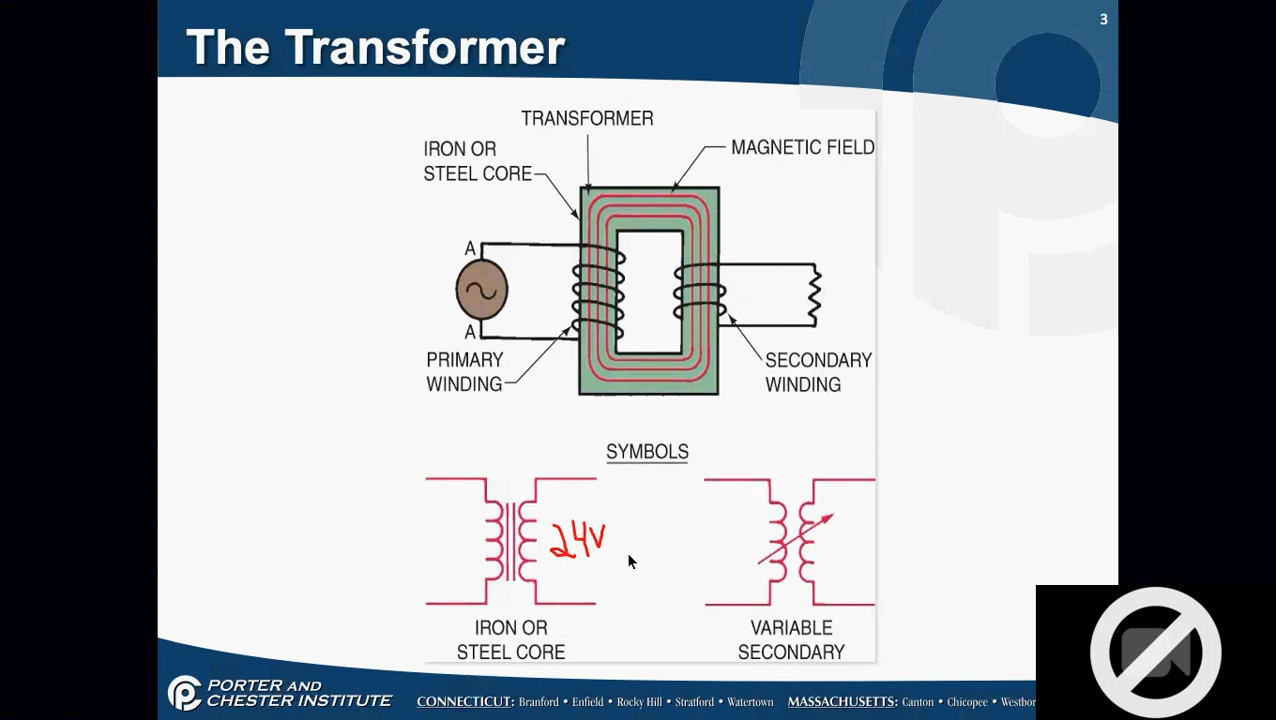 The Transformer
3
TRANSFORMER
IRON OR
STEEL CORE
MAGNETIC FIELD
A
A
PRIMARY
WINDING
SECONDARY
WINDING
SYMBOLS
24V
IRON OR
STEEL CORE
VARIABLE
SECONDARY
PORTER AND
CHESTER INSTITUTE
CONNECTICUT: Branford • Enfield • Rocky Hill • Stratford • Watertown
MASSACHUSETTS: Canton • Chicopee • Westbor